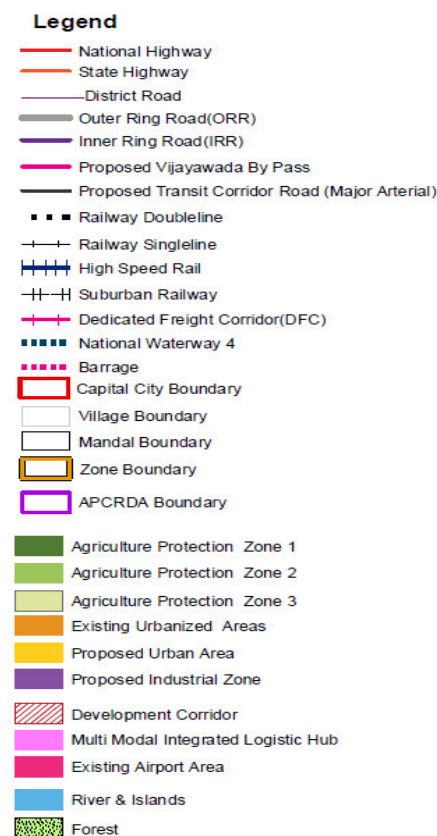 Legend
National Highway
State Highway
District Road
Outer Ring Road(ORR)
Inner Ring Road(IRR)
Proposed Vijayawada By Pass
Proposed Transit Corridor Road (Major Arterial)
Railway Doubleline
Railway Singleline
High Speed Rail
Suburban Railway
Dedicated Freight Corridor(DFC)
National Waterway 4
Barrage
Capital City Boundary
Village Boundary
Mandal Boundary
Zone Boundary
APCRDA Boundary
Agriculture Protection Zone 1
Agriculture Protection Zone 2
Agriculture Protection Zone 3
Existing Urbanized Areas
Proposed Urban Area
Proposed Industrial Zone
Development Corridor
Multi Modal Integrated Logistic Hub
Existing Airport Area
River & Islands
Forest